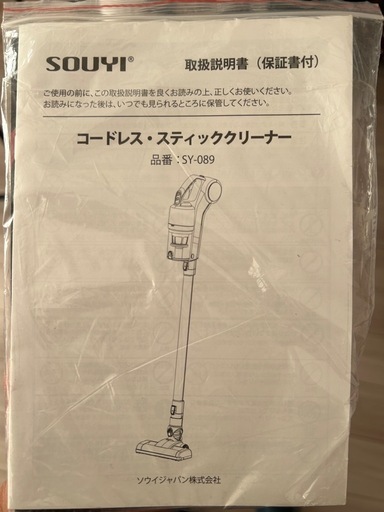 SOUYI® 取扱説明書（保証書付）
ご使用の前に、この取扱説明書を良くお読みの上、正しくお使いください。
お読みになった後は、いつでも見られるところに保管してください。
コードレス・スティッククリーナー
品番：SY-089
ソウイジャパン株式会社